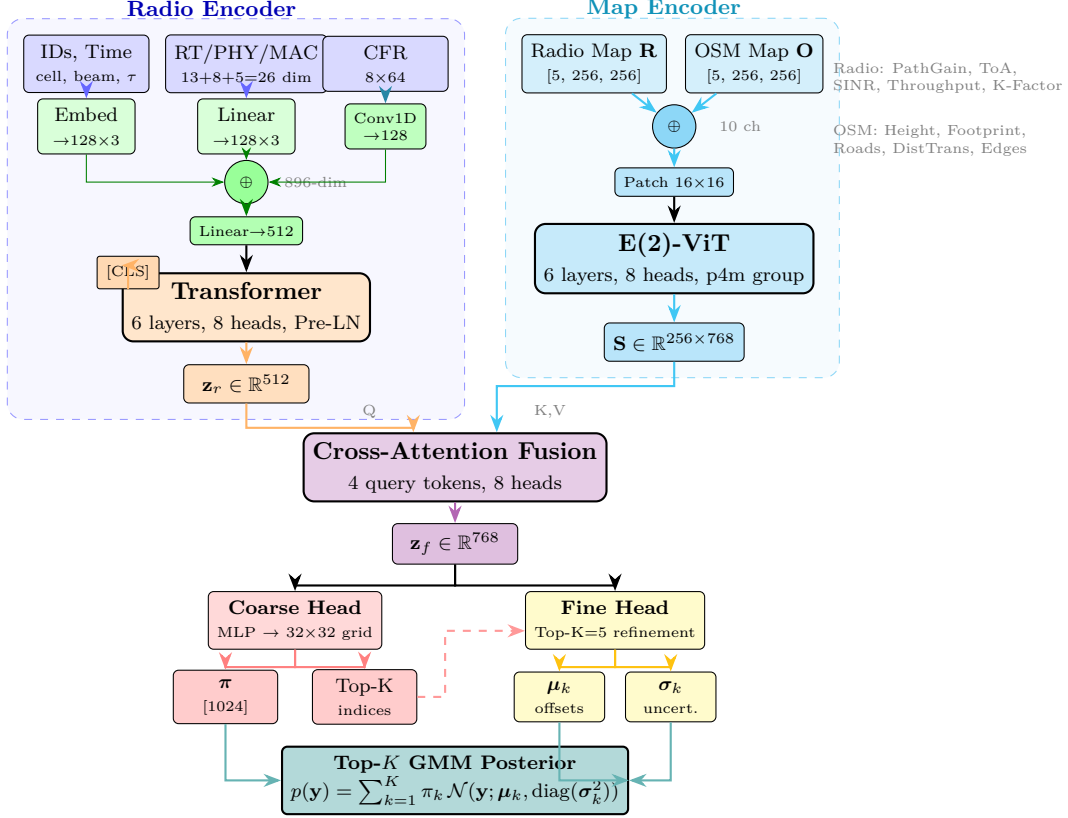 Radio Encoder
IDs, Time
cell, beam, τ
RT/PHY/MAC
13+8+5=26 dim
CFR
8×64
Embed
→128×3
Linear
→128×3
Conv1D
→128
⊕
896-dim
Linear→512
[CLS]
Transformer
6 layers, 8 heads, Pre-LN
𝐳_r ∈ ℝ^512
Map Encoder
Radio Map 𝐑
[5, 256, 256]
OSM Map 𝐎
[5, 256, 256]
Radio: PathGain, ToA,
SINR, Throughput, K-Factor
⊕
10 ch
OSM: Height, Footprint,
Roads, DistTrans, Edges
Patch 16×16
E(2)-ViT
6 layers, 8 heads, p4m group
𝐒 ∈ ℝ^{256×768}
Q
K,V
Cross-Attention Fusion
4 query tokens, 8 heads
𝐳_f ∈ ℝ^768
Coarse Head
MLP → 32×32 grid
Fine Head
Top-K=5 refinement
𝝅
[1024]
Top-K
indices
𝝁_k
offsets
𝝈_k
uncert.
Top-K GMM Posterior
p(𝐲) = ∑_{k=1}^{K} π_k 𝒩(𝐲; 𝝁_k, diag(𝝈_k^2))